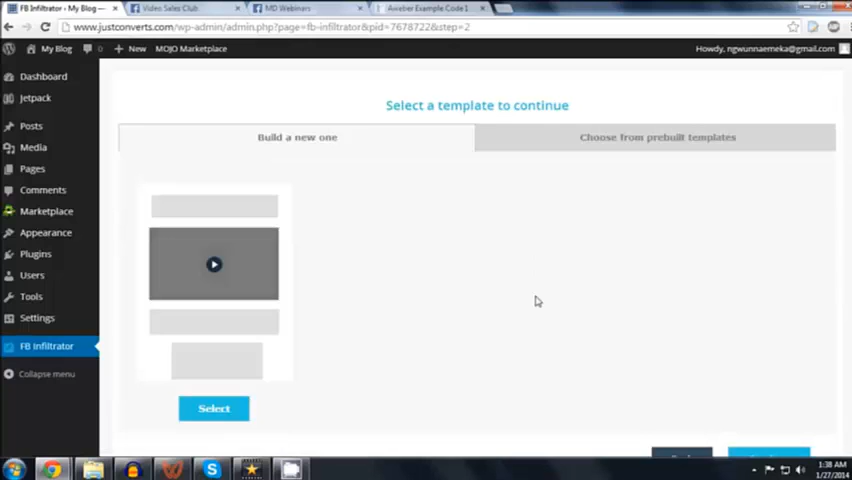 FB Infiltrator ‹ My Blog —
Video Sales Club
MD Webinars
Aweber Example Code 1
www.justconverts.com/wp-admin/admin.php?page=fb-infiltrator&pid=7678722&step=2
My Blog
0
+ New
MOJO Marketplace
Howdy, ngwunnaemeka@gmail.com
Dashboard
Jetpack
Posts
Media
Pages
Comments
Marketplace
Appearance
Plugins
Users
Tools
Settings
FB Infiltrator
Collapse menu
Select a template to continue
Build a new one
Choose from prebuilt templates
Select
1:38 AM
1/27/2014